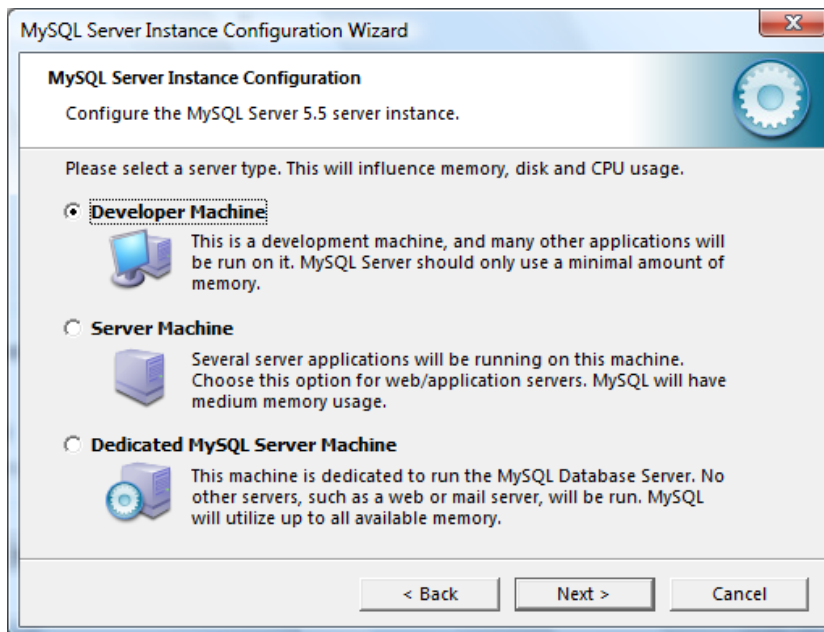 MySQL Server Instance Configuration Wizard
MySQL Server Instance Configuration
Configure the MySQL Server 5.5 server instance.
Please select a server type. This will influence memory, disk and CPU usage.
Developer Machine
This is a development machine, and many other applications will
be run on it. MySQL Server should only use a minimal amount of
memory.
Server Machine
Several server applications will be running on this machine.
Choose this option for web/application servers. MySQL will have
medium memory usage.
Dedicated MySQL Server Machine
This machine is dedicated to run the MySQL Database Server. No
other servers, such as a web or mail server, will be run. MySQL
will utilize up to all available memory.
< Back Next > Cancel